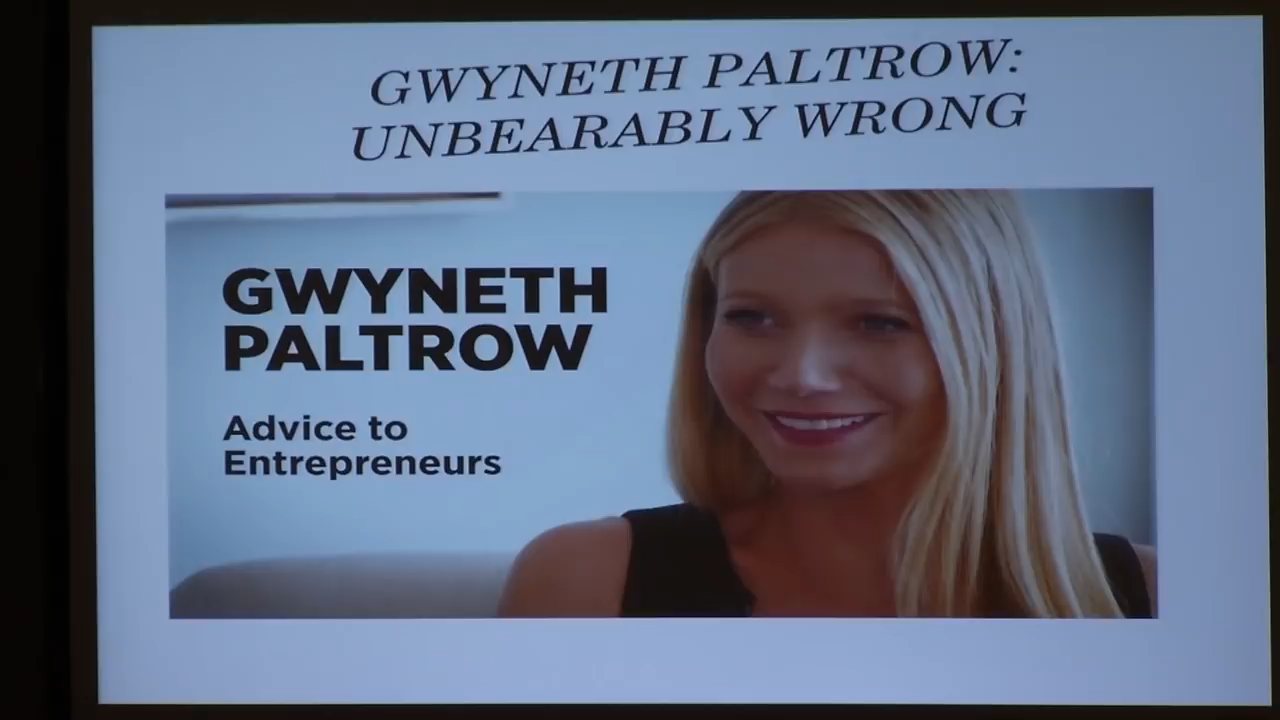 GWYNETH PALTROW:
UNBEARABLY WRONG
GWYNETH
PALTROW
Advice to
Entrepreneurs